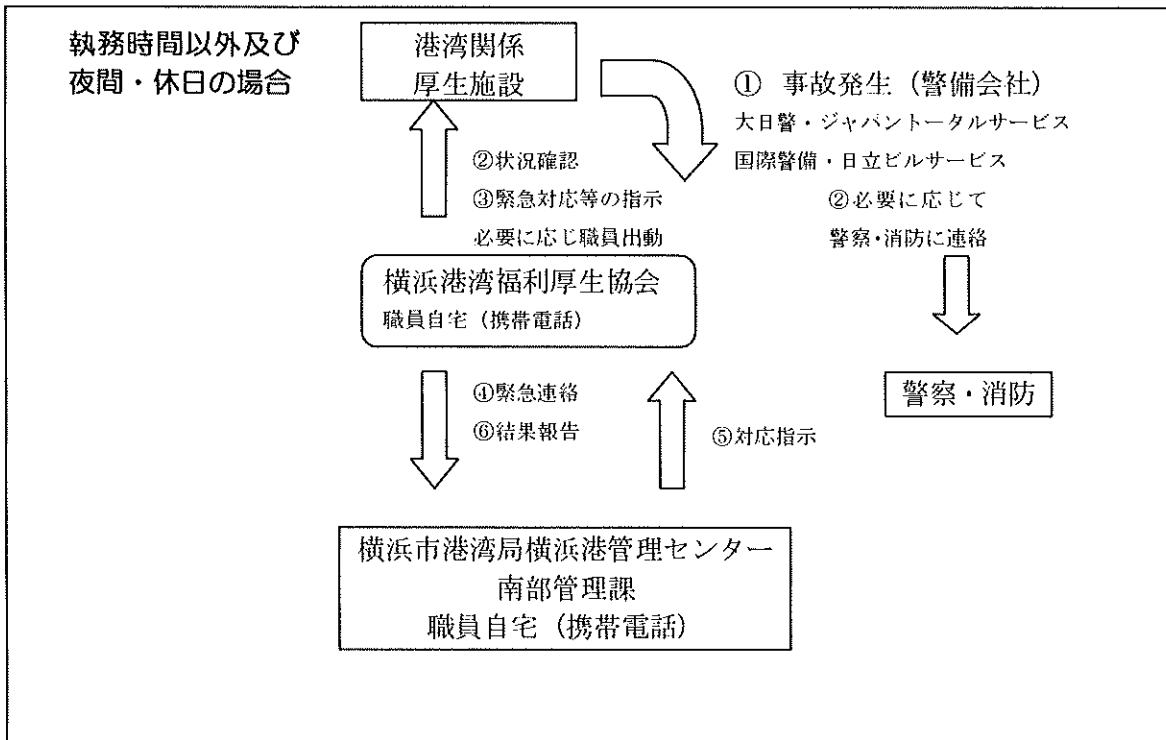 執務時間以外及び
夜間・休日の場合
港湾関係
厚生施設
① 事故発生（警備会社）
大日警・ジャパントータルサービス
国際警備・日立ビルサービス
②必要に応じて
警察・消防に連絡
②状況確認
③緊急対応等の指示
必要に応じ職員出動
横浜港湾福利厚生協会
職員自宅（携帯電話）
警察・消防
④緊急連絡
⑥結果報告
⑤対応指示
横浜市港湾局横浜港管理センター
南部管理課
職員自宅（携帯電話）